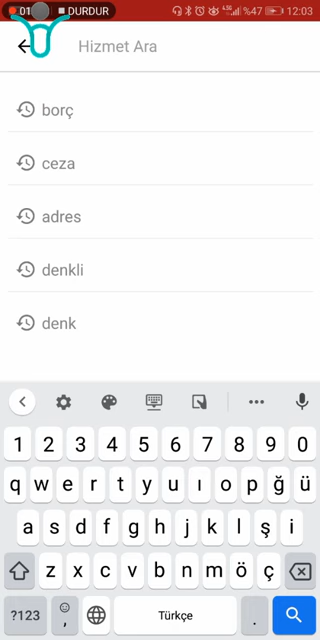 01 DURDUR %47 12:03
Hizmet Ara
borç
ceza
adres
denkli
denk
1 2 3 4 5 6 7 8 9 0
q w e r t y u ı o p ğ ü
a s d f g h j k l ş i
z x c v b n m ö ç
?123 , Türkçe .